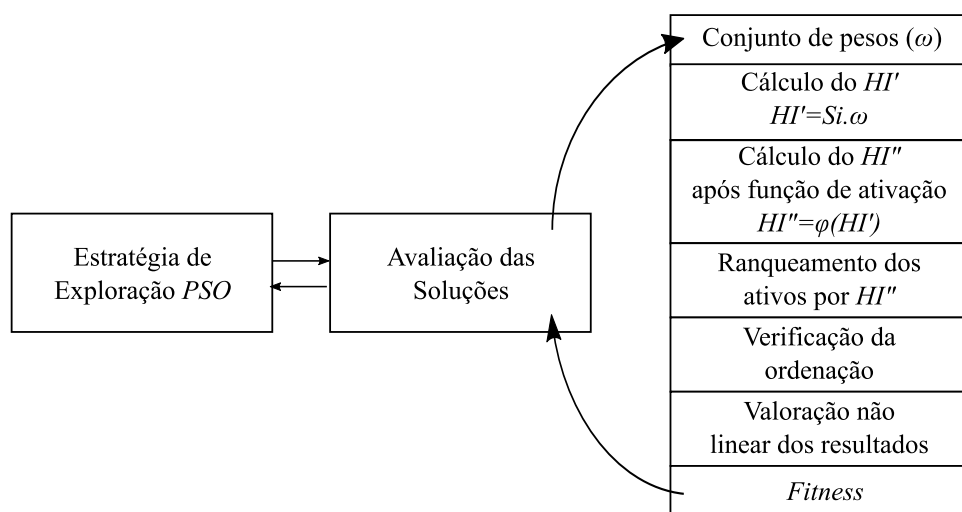 Estratégia de
Exploração PSO
Avaliação das
Soluções
Conjunto de pesos (ω)
Cálculo do HI'
HI'=Si.ω
Cálculo do HI"
após função de ativação
HI"=φ(HI')
Ranqueamento dos
ativos por HI"
Verificação da
ordenação
Valoração não
linear dos resultados
Fitness